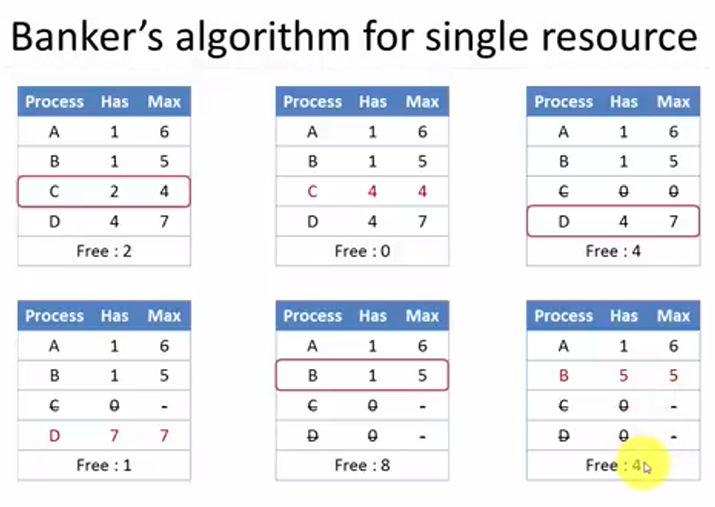 Banker's algorithm for single resource
Process Has Max
A 1 6
B 1 5
C 2 4
D 4 7
Free : 2
Process Has Max
A 1 6
B 1 5
C 4 4
D 4 7
Free : 0
Process Has Max
A 1 6
B 1 5
C 0 0
D 4 7
Free : 4
Process Has Max
A 1 6
B 1 5
C 0 -
D 7 7
Free : 1
Process Has Max
A 1 6
B 1 5
C 0 -
D 0 -
Free : 8
Process Has Max
A 1 6
B 5 5
C 0 -
D 0 -
Free : 4